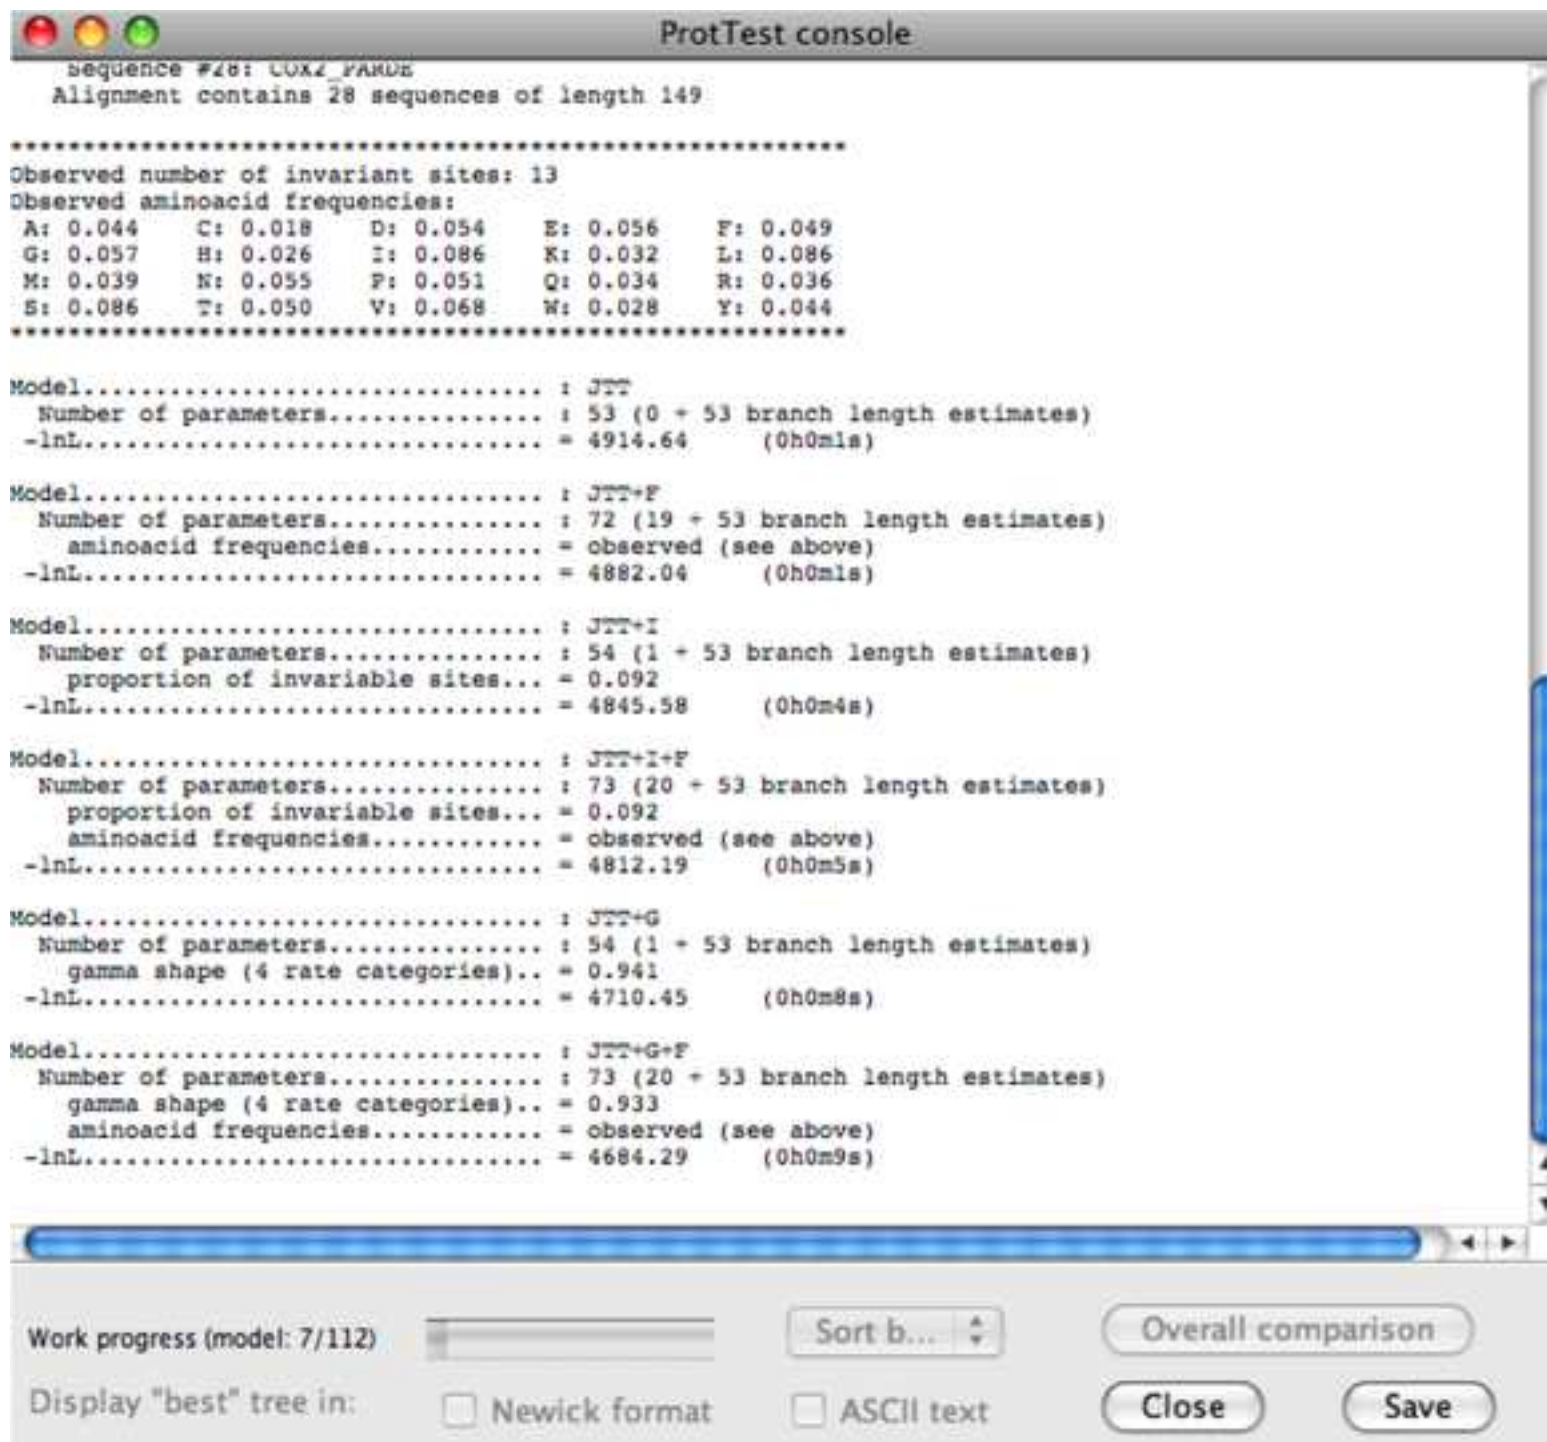 ProtTest console
Sequence #28: COX2_PARDE
Alignment contains 28 sequences of length 149
**********************************************************
Observed number of invariant sites: 13
Observed aminoacid frequencies:
A: 0.044 C: 0.018 D: 0.054 E: 0.056 F: 0.049
G: 0.057 H: 0.026 I: 0.086 K: 0.032 L: 0.086
M: 0.039 N: 0.055 P: 0.051 Q: 0.034 R: 0.036
S: 0.086 T: 0.050 V: 0.068 W: 0.028 Y: 0.044
**********************************************************
Model................................ : JTT
Number of parameters............... : 53 (0 + 53 branch length estimates)
-lnL................................ = 4914.64 (0h0m1s)
Model................................ : JTT+F
Number of parameters............... : 72 (19 + 53 branch length estimates)
aminoacid frequencies............ = observed (see above)
-lnL................................ = 4882.04 (0h0m1s)
Model................................ : JTT+I
Number of parameters............... : 54 (1 + 53 branch length estimates)
proportion of invariable sites... = 0.092
-lnL................................ = 4845.58 (0h0m4s)
Model................................ : JTT+I+F
Number of parameters............... : 73 (20 + 53 branch length estimates)
proportion of invariable sites... = 0.092
aminoacid frequencies............ = observed (see above)
-lnL................................ = 4812.19 (0h0m5s)
Model................................ : JTT+G
Number of parameters............... : 54 (1 + 53 branch length estimates)
gamma shape (4 rate categories).. = 0.941
-lnL................................ = 4710.45 (0h0m8s)
Model................................ : JTT+G+F
Number of parameters............... : 73 (20 + 53 branch length estimates)
gamma shape (4 rate categories).. = 0.933
aminoacid frequencies............ = observed (see above)
-lnL................................ = 4684.29 (0h0m9s)
Work progress (model: 7/112) Sort b... Overall comparison
Display "best" tree in: Newick format ASCII text Close Save